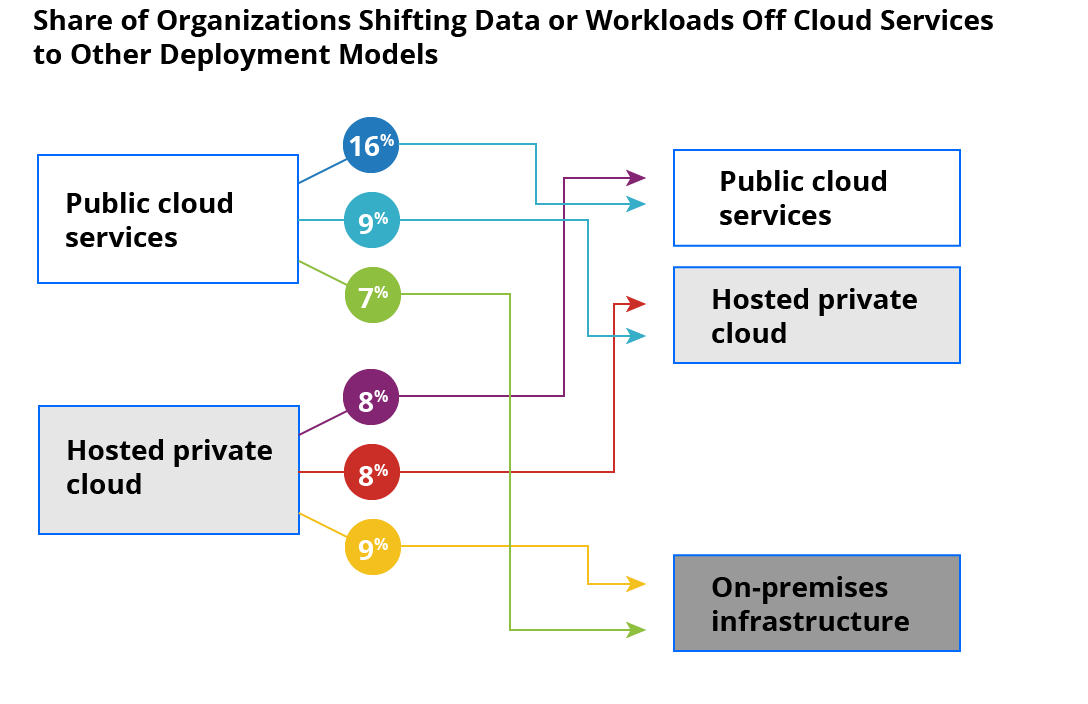 Share of Organizations Shifting Data or Workloads Off Cloud Services
to Other Deployment Models
Public cloud
services
16%
9%
7%
Hosted private
cloud
8%
8%
9%
Public cloud
services
Hosted private
cloud
On-premises
infrastructure